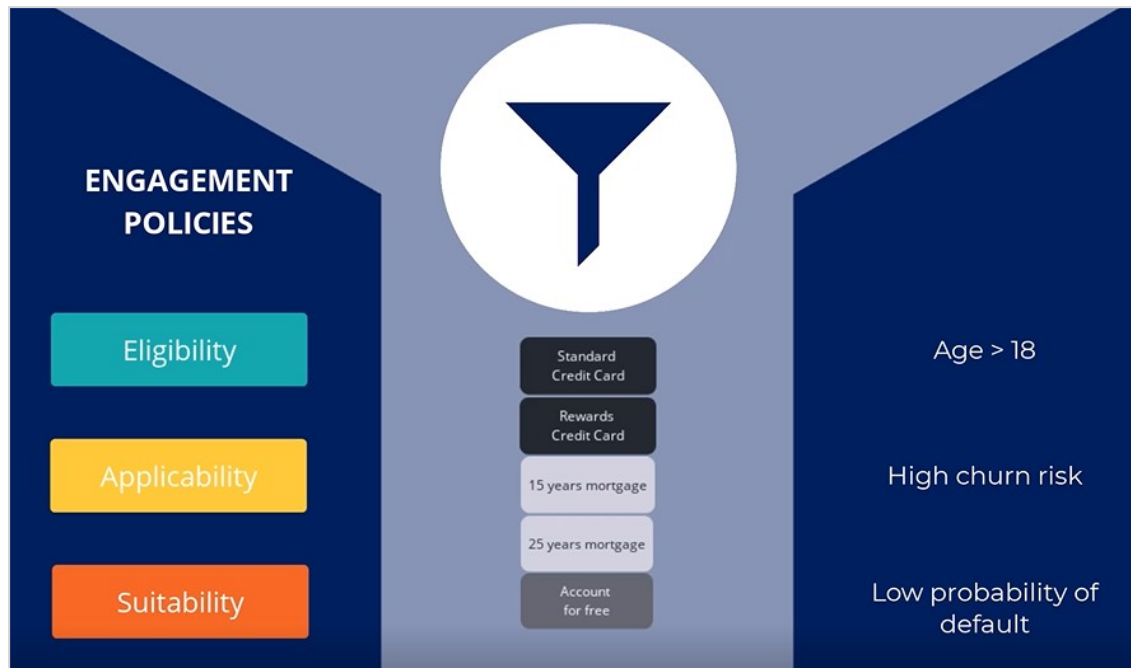 ENGAGEMENT
POLICIES
Eligibility
Applicability
Suitability
Standard
Credit Card
Rewards
Credit Card
15 years mortgage
25 years mortgage
Account
for free
Age > 18
High churn risk
Low probability of
default